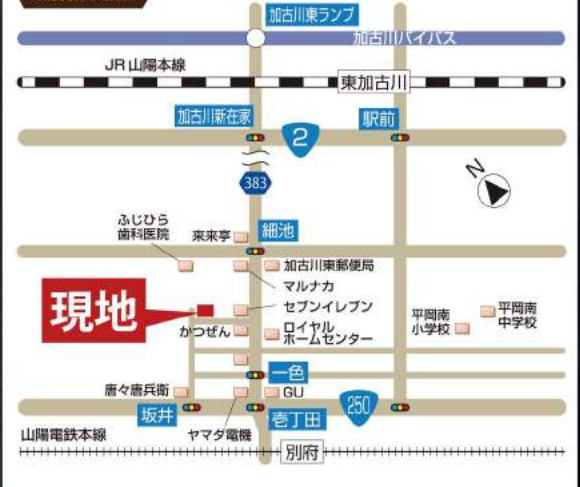 加古川東ランプ
加古川バイパス
JR山陽本線
東加古川
加古川新在家
2
駅前
383
N
ふじひら
歯科医院
来来亭
細池
加古川東郵便局
マルナカ
現地
セブンイレブン
かつぜん
ロイヤル
ホームセンター
平岡南
小学校
平岡南
中学校
一色
唐々唐兵衛
GU
250
坂井
ヤマダ電機
壱丁田
山陽電鉄本線
別府